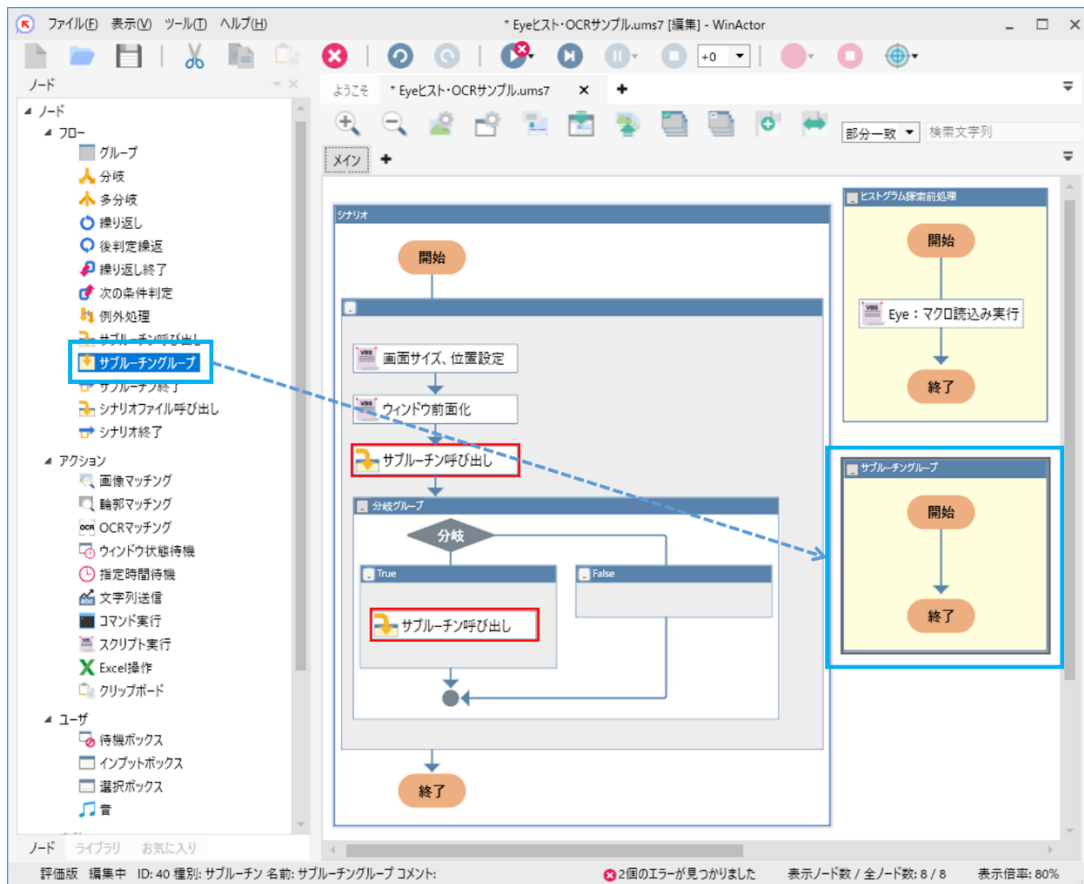 ファイル(F) 表示(V) ツール(T) ヘルプ(H)
* Eyeヒスト・OCRサンプル.ums7 [編集] - WinActor
+0
ノード
ようこそ
* Eyeヒスト・OCRサンプル.ums7
部分一致
検索文字列
メイン
ノード
フロー
グループ
分岐
多分岐
繰り返し
後判定繰返
繰り返し終了
次の条件判定
例外処理
サブルーチン呼び出し
サブルーチングループ
サブルーチン終了
シナリオファイル呼び出し
シナリオ終了
アクション
画像マッチング
輪郭マッチング
OCR OCRマッチング
ウィンドウ状態待機
指定時間待機
文字列送信
コマンド実行
スクリプト実行
Excel操作
クリップボード
ユーザ
待機ボックス
インプットボックス
選択ボックス
音
ノード ライブラリ お気に入り
シナリオ
開始
画面サイズ、位置設定
ウィンドウ前面化
サブルーチン呼び出し
分岐グループ
分岐
True
False
サブルーチン呼び出し
終了
ヒストグラム探索前処理
開始
Eye：マクロ読込み実行
終了
サブルーチングループ
開始
終了
評価版 編集中 ID: 40 種別: サブルーチン 名前: サブルーチングループ コメント:
2個のエラーが見つかりました
表示ノード数 / 全ノード数: 8 / 8
表示倍率: 80%